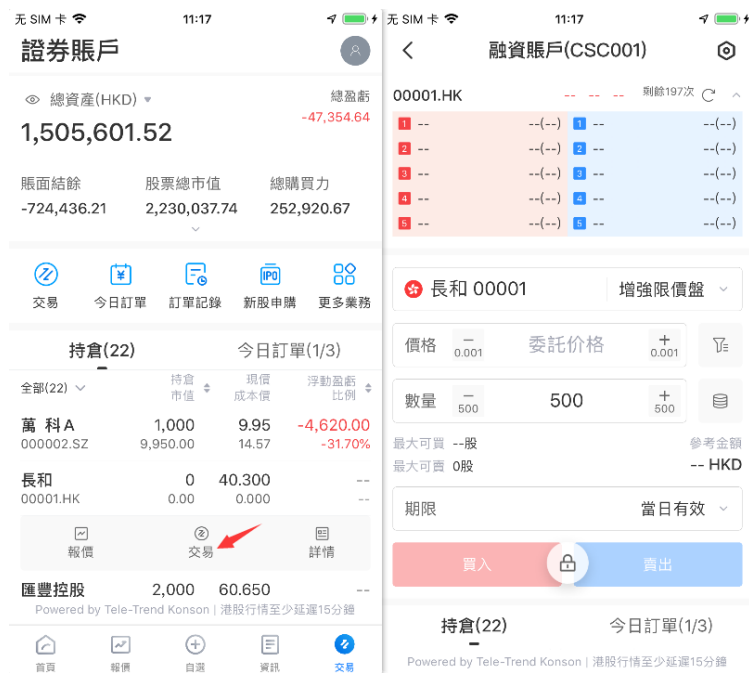 无 SIM 卡
11:17
證券賬戶
總資產(HKD)
總盈虧
1,505,601.52
-47,354.64
賬面結餘
股票總市值
總購買力
-724,436.21
2,230,037.74
252,920.67
交易
今日訂單
訂單記錄
新股申購
更多業務
持倉(22)
今日訂單(1/3)
全部(22)
持倉
現價
浮動盈虧
市值
成本價
比例
萬 科A
1,000
9.95
-4,620.00
000002.SZ
9,950.00
14.57
-31.70%
長和
0
40.300
--
00001.HK
0.00
0.000
--
報價
交易
詳情
匯豐控股
2,000
60.650
--
Powered by Tele-Trend Konson | 港股行情至少延遲15分鐘
首頁
報價
自選
資訊
交易
无 SIM 卡
11:17
融資賬戶(CSC001)
00001.HK
-- -- --
剩餘197次
1 -- --(--) 1 -- --(--)
2 -- --(--) 2 -- --(--)
3 -- --(--) 3 -- --(--)
4 -- --(--) 4 -- --(--)
5 -- --(--) 5 -- --(--)
長和 00001
增強限價盤
價格
0.001
委託价格
0.001
數量
500
500
500
最大可買 --股
參考金額
最大可賣 0股
-- HKD
期限
當日有效
買入
賣出
持倉(22)
今日訂單(1/3)
Powered by Tele-Trend Konson | 港股行情至少延遲15分鐘